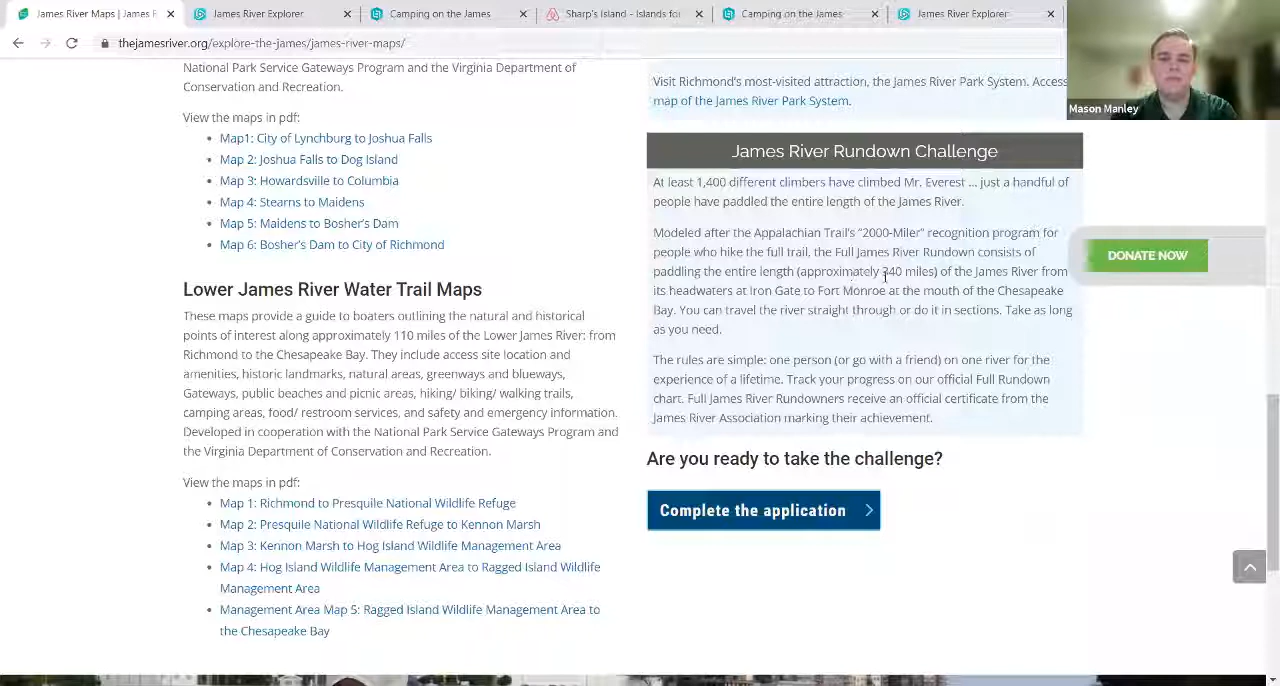 James River Maps | James R
James River Explorer
Camping on the James
Sharp's Island - Islands for
Camping on the James
James River Explorer
thejamesriver.org/explore-the-james/james-river-maps/
Mason Manley
National Park Service Gateways Program and the Virginia Department of
Conservation and Recreation.
View the maps in pdf:
• Map1: City of Lynchburg to Joshua Falls
• Map 2: Joshua Falls to Dog Island
• Map 3: Howardsville to Columbia
• Map 4: Stearns to Maidens
• Map 5: Maidens to Bosher's Dam
• Map 6: Bosher's Dam to City of Richmond
Lower James River Water Trail Maps
These maps provide a guide to boaters outlining the natural and historical
points of interest along approximately 110 miles of the Lower James River: from
Richmond to the Chesapeake Bay. They include access site location and
amenities, historic landmarks, natural areas, greenways and blueways,
Gateways, public beaches and picnic areas, hiking/ biking/ walking trails,
camping areas, food/ restroom services, and safety and emergency information.
Developed in cooperation with the National Park Service Gateways Program and
the Virginia Department of Conservation and Recreation.
View the maps in pdf:
• Map 1: Richmond to Presquile National Wildlife Refuge
• Map 2: Presquile National Wildlife Refuge to Kennon Marsh
• Map 3: Kennon Marsh to Hog Island Wildlife Management Area
• Map 4: Hog Island Wildlife Management Area to Ragged Island Wildlife
Management Area
• Management Area Map 5: Ragged Island Wildlife Management Area to
the Chesapeake Bay
Visit Richmond's most-visited attraction, the James River Park System. Access
map of the James River Park System.
James River Rundown Challenge
At least 1,400 different climbers have climbed Mr. Everest ... just a handful of
people have paddled the entire length of the James River.
Modeled after the Appalachian Trail's "2000-Miler" recognition program for
people who hike the full trail, the Full James River Rundown consists of
paddling the entire length (approximately 340 miles) of the James River from
its headwaters at Iron Gate to Fort Monroe at the mouth of the Chesapeake
Bay. You can travel the river straight through or do it in sections. Take as long
as you need.
The rules are simple: one person (or go with a friend) on one river for the
experience of a lifetime. Track your progress on our official Full Rundown
chart. Full James River Rundowners receive an official certificate from the
James River Association marking their achievement.
Are you ready to take the challenge?
Complete the application
DONATE NOW